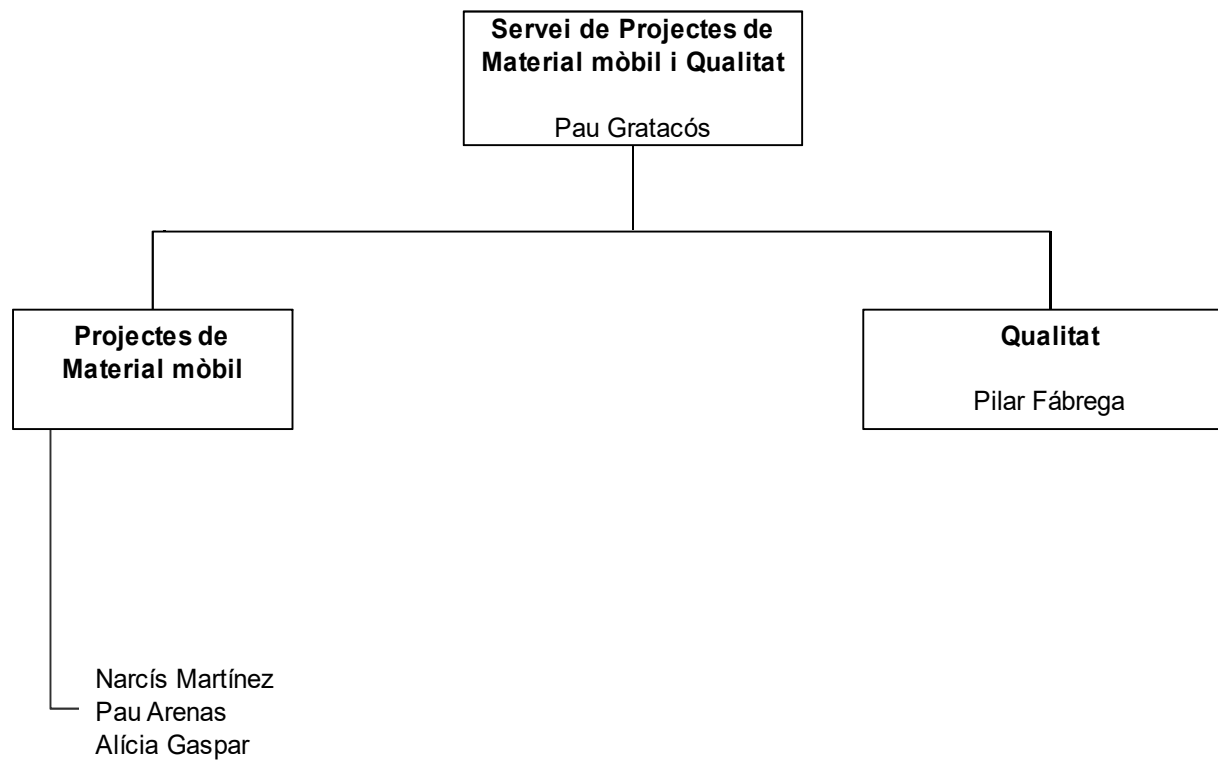 Servei de Projectes de
Material mòbil i Qualitat
Pau Gratacós
Projectes de
Material mòbil
Qualitat
Pilar Fábrega
Narcís Martínez
Pau Arenas
Alícia Gaspar